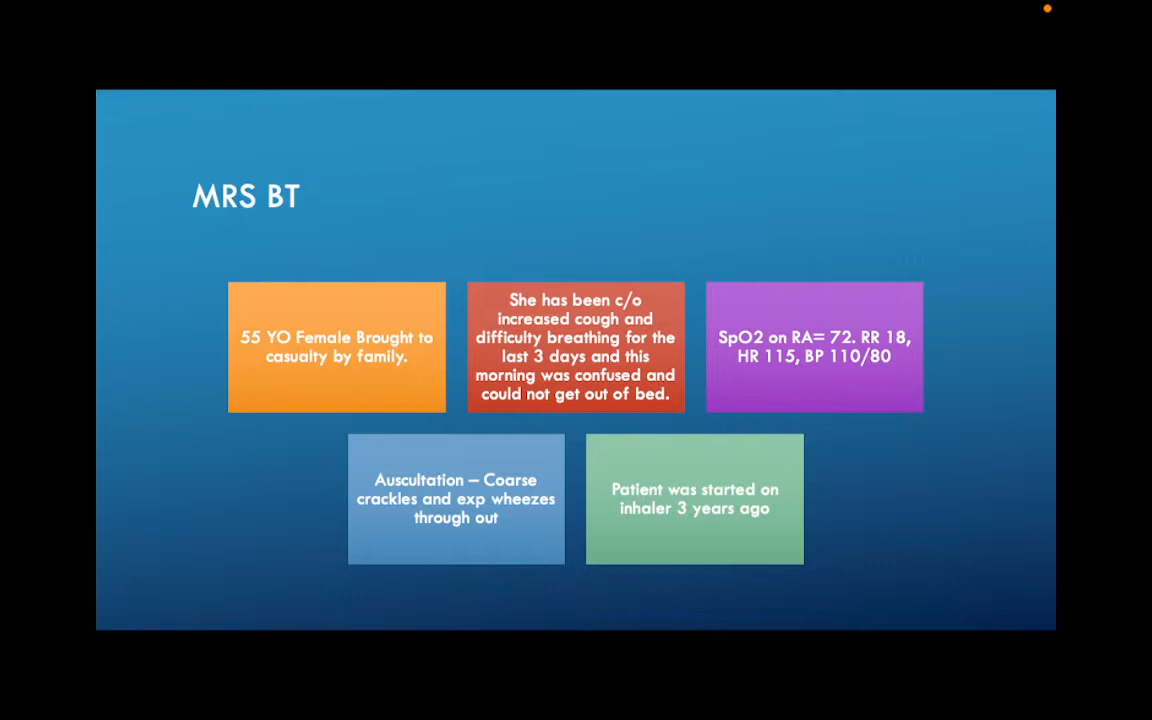 MRS BT
55 YO Female Brought to
casualty by family.
She has been c/o
increased cough and
difficulty breathing for the
last 3 days and this
morning was confused and
could not get out of bed.
SpO2 on RA= 72. RR 18,
HR 115, BP 110/80
Auscultation – Coarse
crackles and exp wheezes
through out
Patient was started on
inhaler 3 years ago